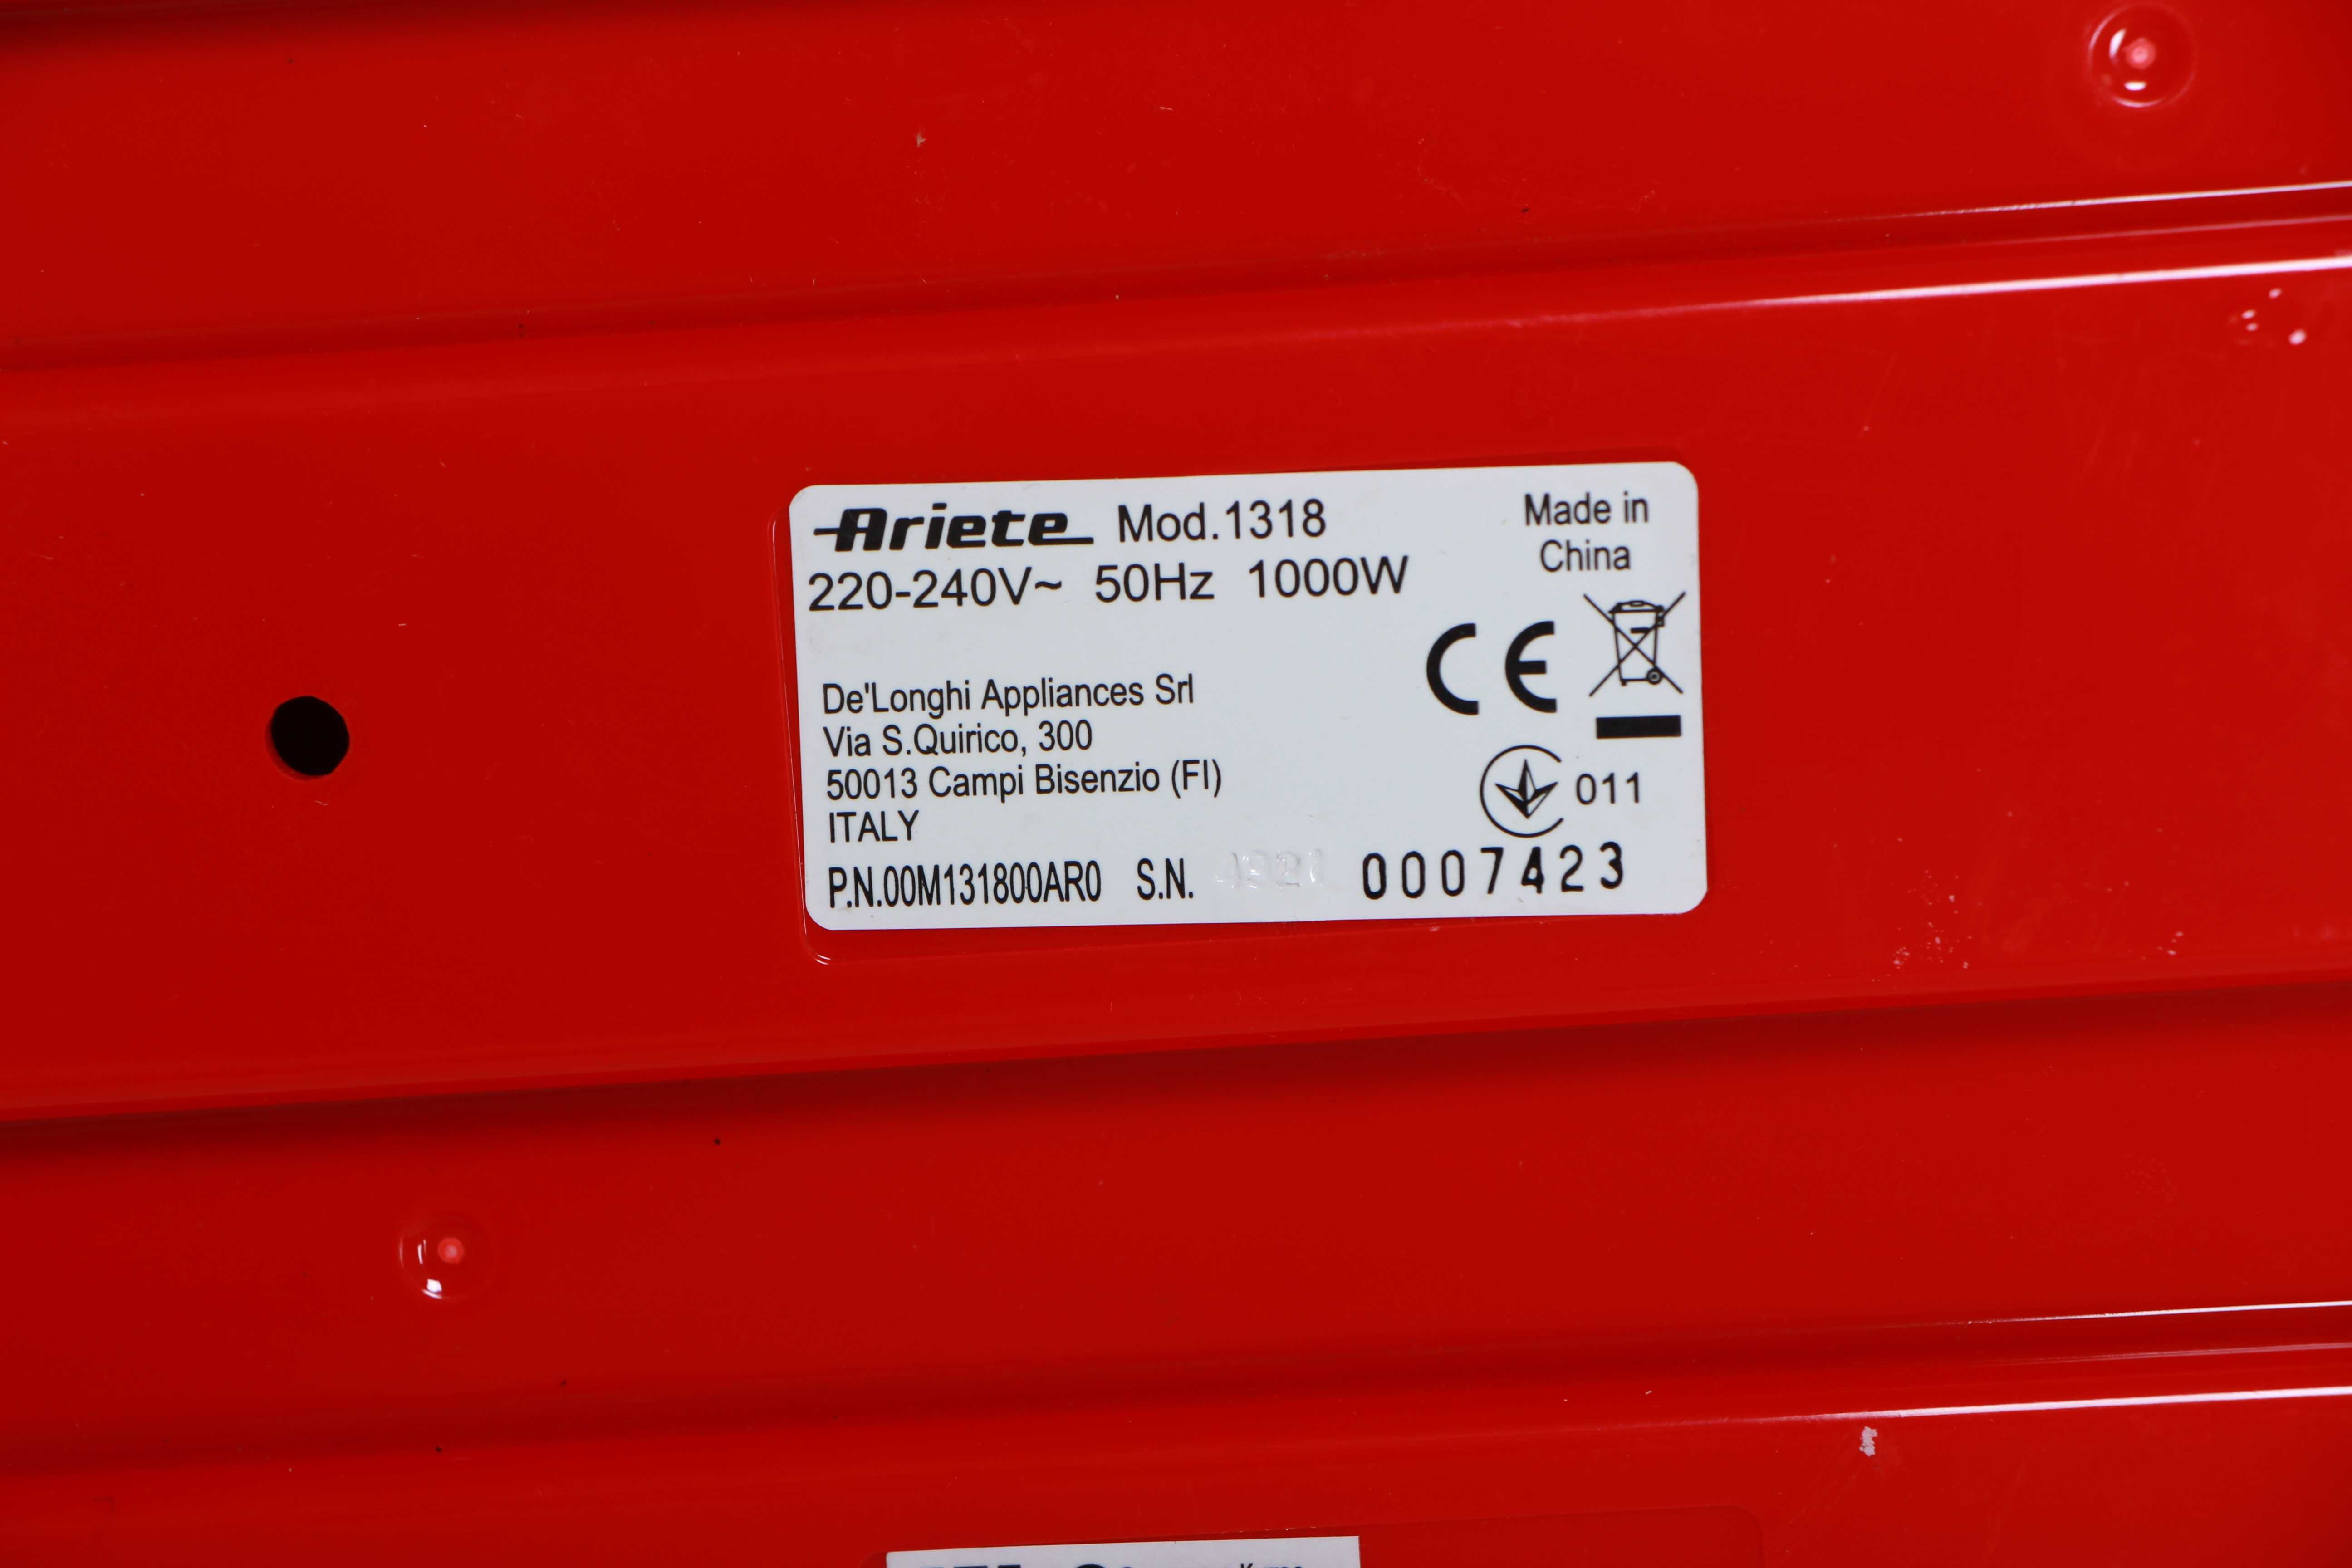 Ariete Mod.1318
220-240V~ 50Hz 1000W
Made in
China
CE
De'Longhi Appliances Srl
Via S.Quirico, 300
50013 Campi Bisenzio (FI)
ITALY
011
P.N.00M131800AR0 S.N. 0007423